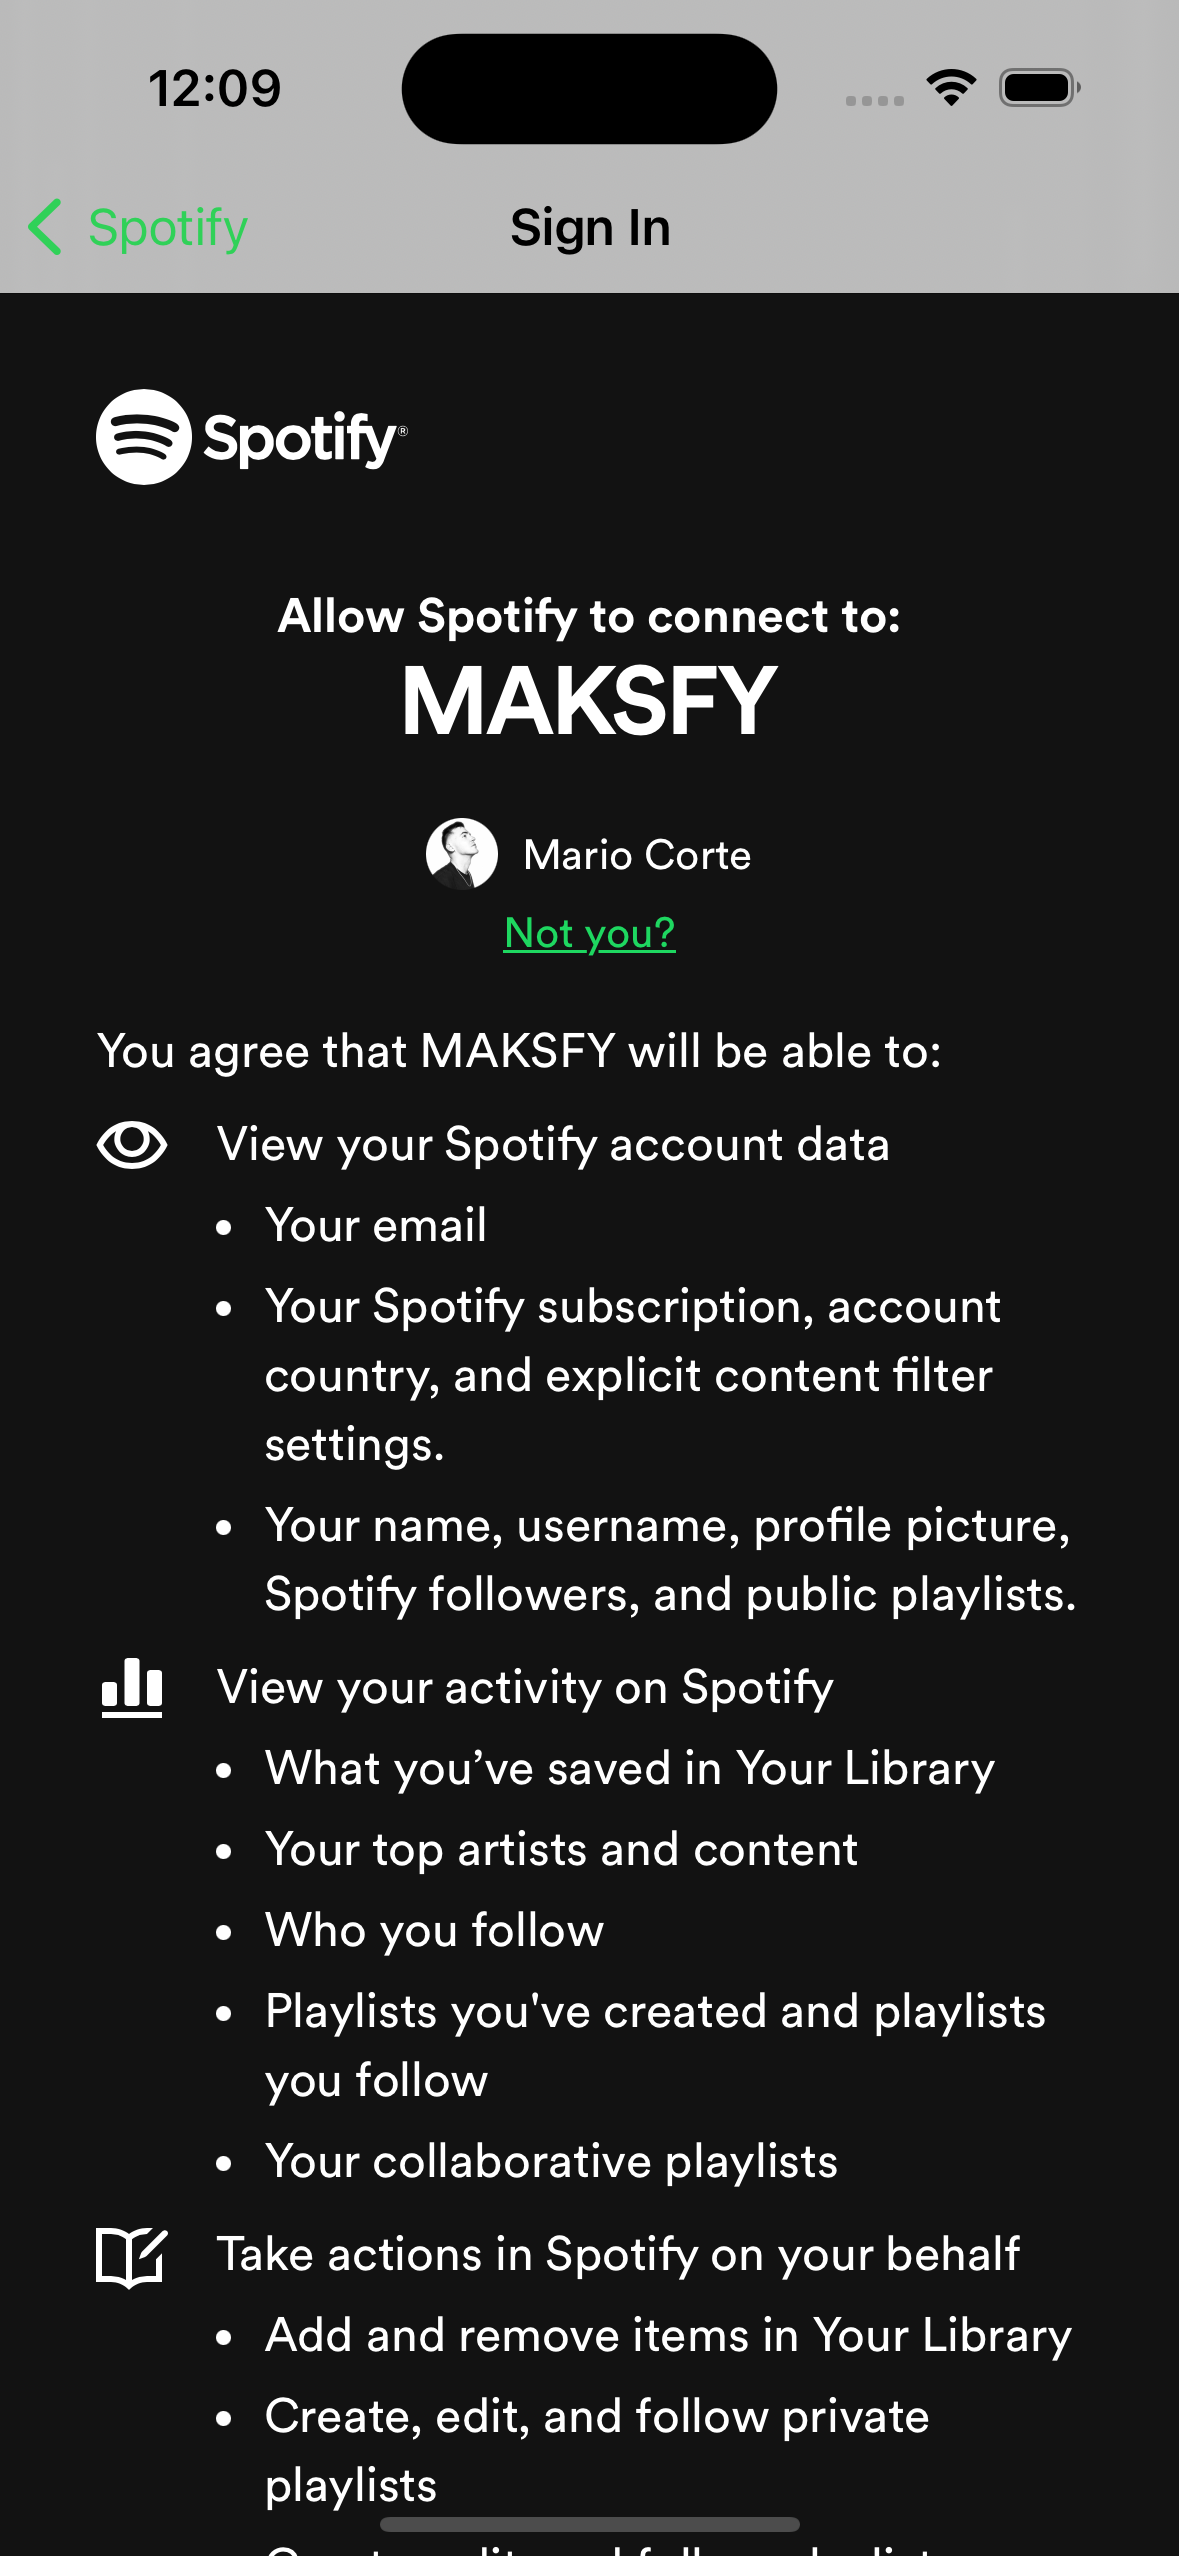 12:09
Spotify
Sign In
Spotify®
Allow Spotify to connect to:
MAKSFY
Mario Corte
Not you?
You agree that MAKSFY will be able to:
View your Spotify account data
• Your email
• Your Spotify subscription, account
country, and explicit content filter
settings.
• Your name, username, profile picture,
Spotify followers, and public playlists.
View your activity on Spotify
• What you’ve saved in Your Library
• Your top artists and content
• Who you follow
• Playlists you've created and playlists
you follow
• Your collaborative playlists
Take actions in Spotify on your behalf
• Add and remove items in Your Library
• Create, edit, and follow private
playlists